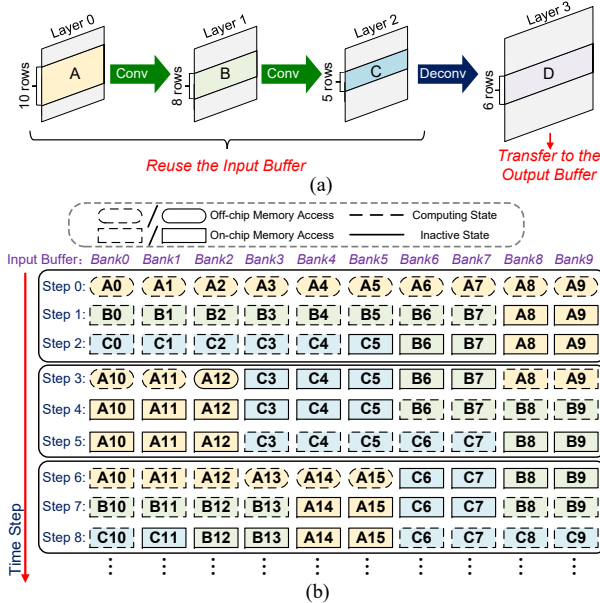 Layer 0
Layer 1
Layer 2
Layer 3
10 rows
A
Conv
8 rows
B
Conv
5 rows
C
Deconv
6 rows
D
Reuse the Input Buffer
Transfer to the
Output Buffer
(a)
/ Off-chip Memory Access Computing State
/ On-chip Memory Access Inactive State
Input Buffer: Bank0 Bank1 Bank2 Bank3 Bank4 Bank5 Bank6 Bank7 Bank8 Bank9
Step 0: A0 A1 A2 A3 A4 A5 A6 A7 A8 A9
Step 1: B0 B1 B2 B3 B4 B5 B6 B7 A8 A9
Step 2: C0 C1 C2 C3 C4 C5 B6 B7 A8 A9
Step 3: A10 A11 A12 C3 C4 C5 B6 B7 A8 A9
Step 4: A10 A11 A12 C3 C4 C5 B6 B7 B8 B9
Step 5: A10 A11 A12 C3 C4 C5 C6 C7 B8 B9
Step 6: A10 A11 A12 A13 A14 A15 C6 C7 B8 B9
Step 7: B10 B11 B12 B13 A14 A15 C6 C7 B8 B9
Step 8: C10 C11 B12 B13 A14 A15 C6 C7 C8 C9
Time Step
(b)